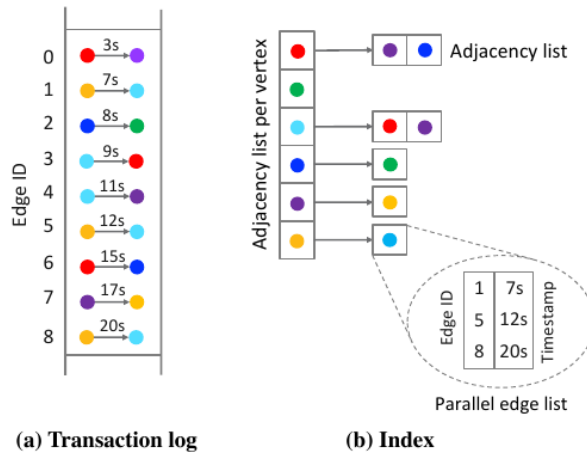 Edge ID
0 3s
1 7s
2 8s
3 9s
4 11s
5 12s
6 15s
7 17s
8 20s
(a) Transaction log
Adjacency list per vertex
Adjacency list
Edge ID
1 7s
5 12s
8 20s
Timestamp
Parallel edge list
(b) Index